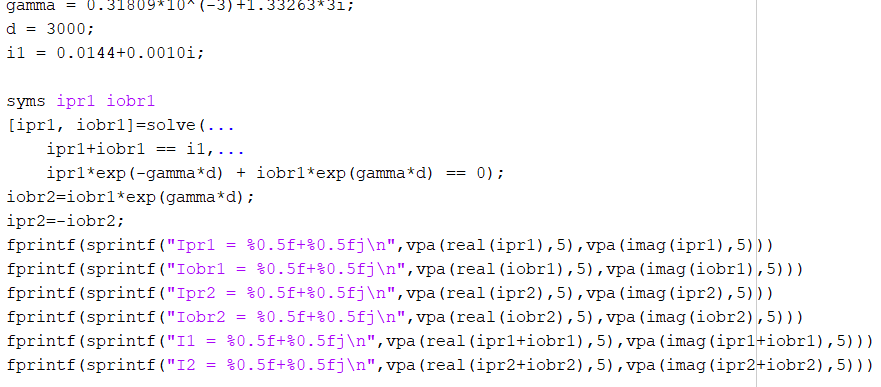 gamma = 0.31809*10^(-3)+1.33263*3i;
d = 3000;
i1 = 0.0144+0.0010i;
syms ipr1 iobr1
[ipr1, iobr1]=solve(...
ipr1+iobr1 == i1,...
ipr1*exp(-gamma*d) + iobr1*exp(gamma*d) == 0);
iobr2=iobr1*exp(gamma*d);
ipr2=-iobr2;
fprintf(sprintf("Ipr1 = %0.5f+%0.5fj\n",vpa(real(ipr1),5),vpa(imag(ipr1),5)))
fprintf(sprintf("Iobr1 = %0.5f+%0.5fj\n",vpa(real(iobr1),5),vpa(imag(iobr1),5)))
fprintf(sprintf("Ipr2 = %0.5f+%0.5fj\n",vpa(real(ipr2),5),vpa(imag(ipr2),5)))
fprintf(sprintf("Iobr2 = %0.5f+%0.5fj\n",vpa(real(iobr2),5),vpa(imag(iobr2),5)))
fprintf(sprintf("I1 = %0.5f+%0.5fj\n",vpa(real(ipr1+iobr1),5),vpa(imag(ipr1+iobr1),5)))
fprintf(sprintf("I2 = %0.5f+%0.5fj\n",vpa(real(ipr2+iobr2),5),vpa(imag(ipr2+iobr2),5)))